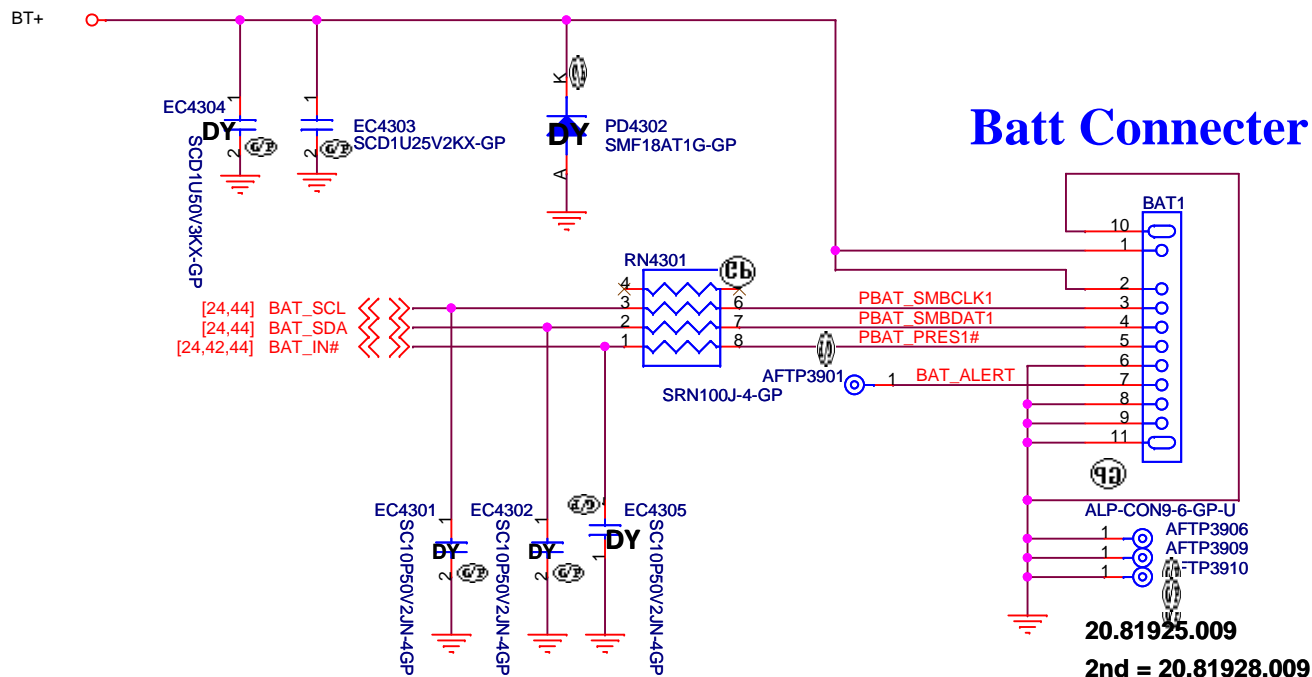 BT+
Batt Connecter
EC4304
DY
SCD1U50V3KX-GP
1
2
G/P
EC4303
SCD1U25V2KX-GP
1
2
G/P
K
A
DY
PD4302
SMF18AT1G-GP
RN4301
4
3
2
1
6
7
8
SRN100J-4-GP
[24,44] BAT_SCL
[24,44] BAT_SDA
[24,42,44] BAT_IN#
PBAT_SMBCLK1
PBAT_SMBDAT1
PBAT_PRES1#
AFTP3901
1
BAT_ALERT
BAT1
10
1
2
3
4
5
6
7
8
9
11
ALP-CON9-6-GP-U
EC4301
SC10P50V2JN-4GP
1
DY
2
G/P
EC4302
SC10P50V2JN-4GP
1
DY
2
G/P
EC4305
SC10P50V2JN-4GP
DY
1
1 AFTP3906
1 AFTP3909
1 FTP3910
20.81925.009
2nd = 20.81928.009